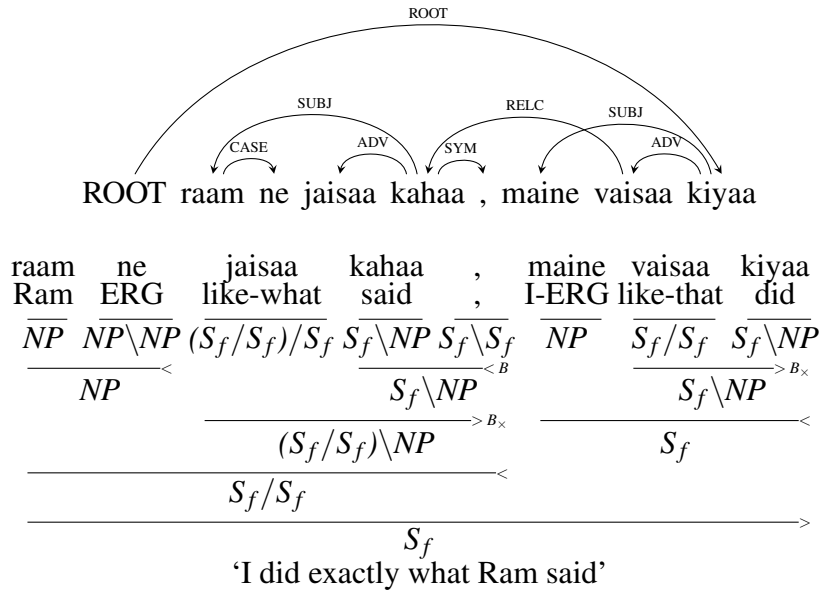 ROOT
SUBJ RELC SUBJ
CASE ADV SYM ADV
ROOT raam ne jaisaa kahaa , maine vaisaa kiyaa
raam ne jaisaa kahaa , maine vaisaa kiyaa
Ram ERG like-what said , I-ERG like-that did
NP NP\NP (S_f/S_f)/S_f S_f\NP S_f\S_f NP S_f/S_f S_f\NP
< < B > B×
NP S_f\NP S_f\NP
> B× <
(S_f/S_f)\NP S_f
<
S_f/S_f
>
S_f
‘I did exactly what Ram said’